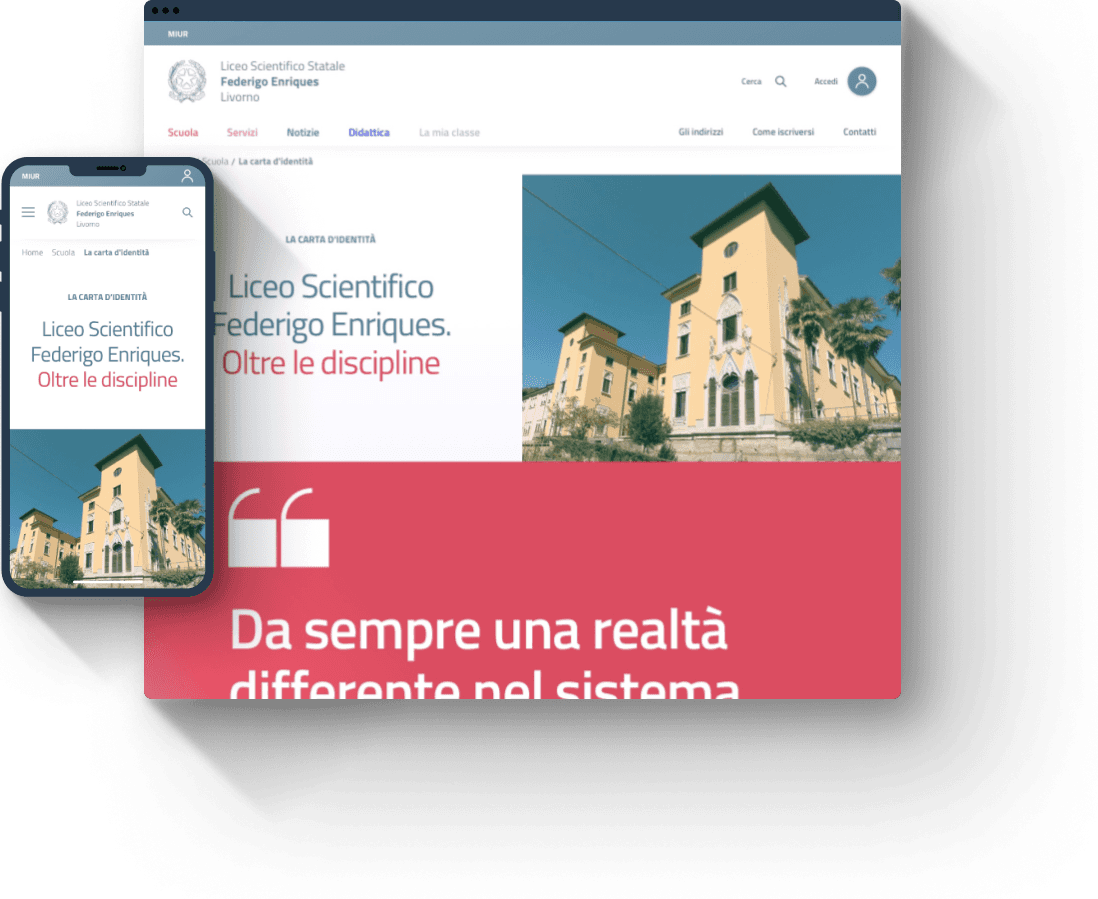 MIUR
Liceo Scientifico Statale
Federigo Enriques
Livorno
Cerca
Accedi
Scuola Servizi Notizie Didattica La mia classe
Gli indirizzi Come iscriversi Contatti
Scuola / La carta d'identità
LA CARTA D'IDENTITÀ
Liceo Scientifico
Federigo Enriques.
Oltre le discipline
Da sempre una realtà
differente nel sistema
MIUR
Liceo Scientifico Statale
Federigo Enriques
Livorno
Home Scuola La carta d'identità
LA CARTA D'IDENTITÀ
Liceo Scientifico
Federigo Enriques.
Oltre le discipline